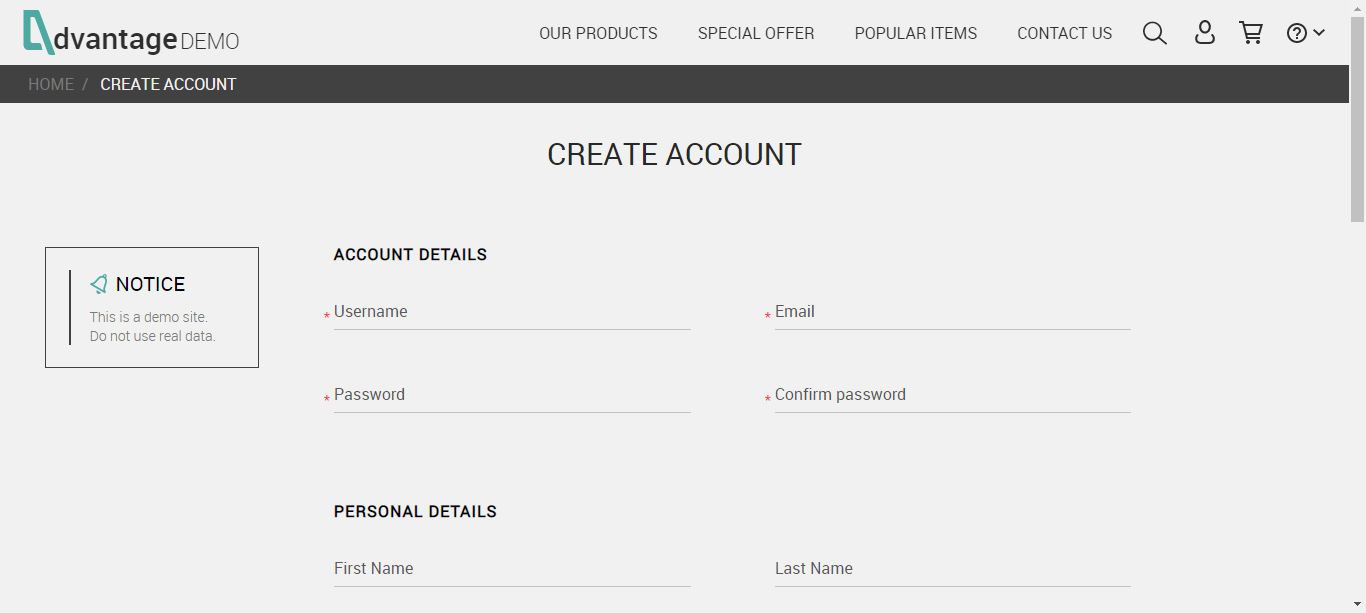 dvantage DEMO
OUR PRODUCTS SPECIAL OFFER POPULAR ITEMS CONTACT US
HOME / CREATE ACCOUNT
CREATE ACCOUNT
NOTICE
This is a demo site.
Do not use real data.
ACCOUNT DETAILS
* Username
* Email
* Password
* Confirm password
PERSONAL DETAILS
First Name
Last Name